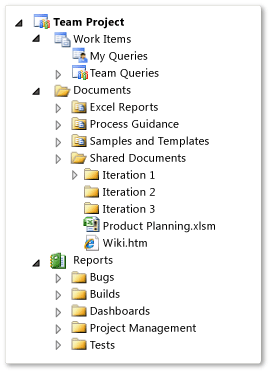 Team Project
Work Items
My Queries
Team Queries
Documents
Excel Reports
Process Guidance
Samples and Templates
Shared Documents
Iteration 1
Iteration 2
Iteration 3
Product Planning.xlsm
Wiki.htm
Reports
Bugs
Builds
Dashboards
Project Management
Tests